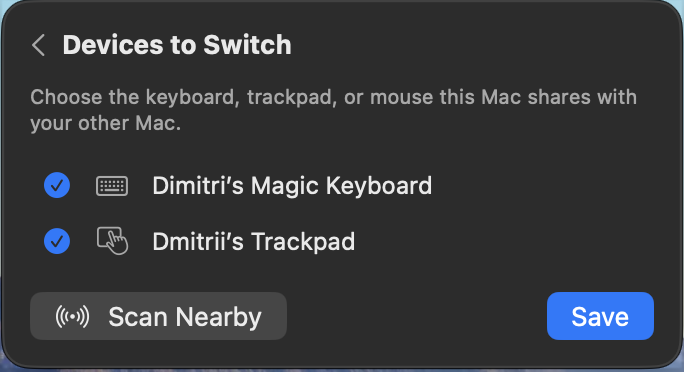 Devices to Switch
Choose the keyboard, trackpad, or mouse this Mac shares with
your other Mac.
Dimitri’s Magic Keyboard
Dmitrii’s Trackpad
Scan Nearby
Save